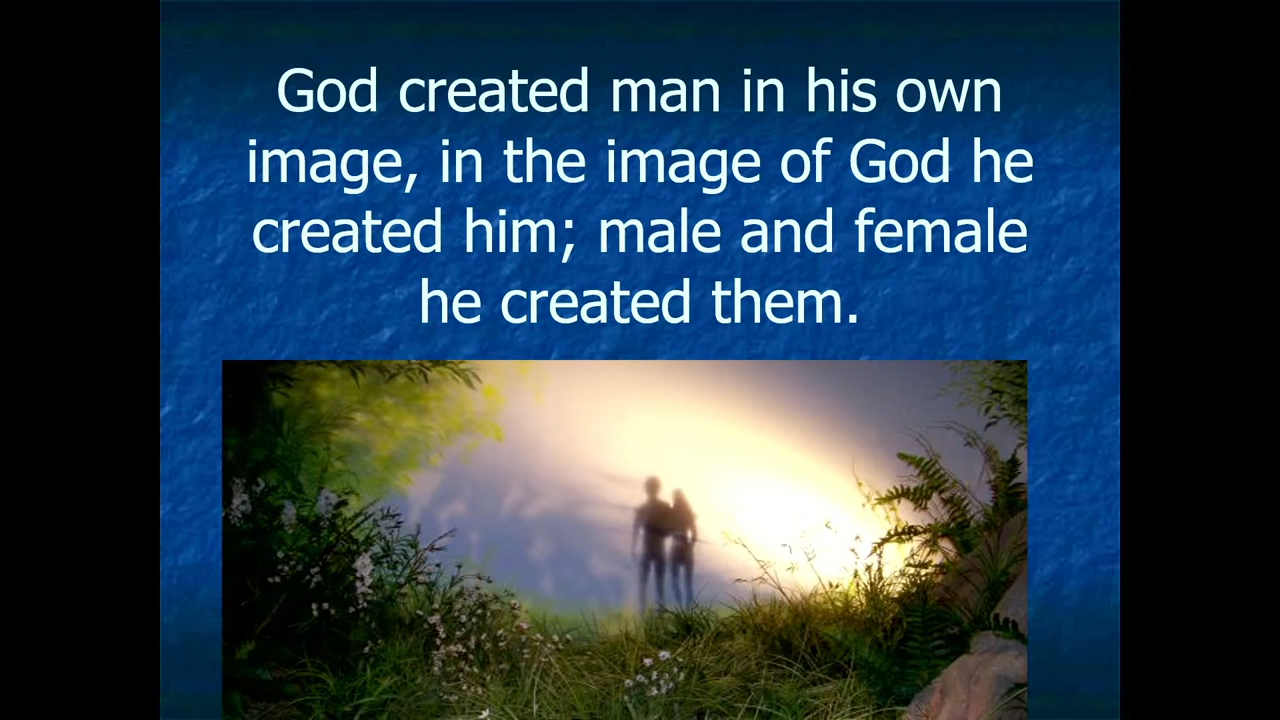 God created man in his own
image, in the image of God he
created him; male and female
he created them.